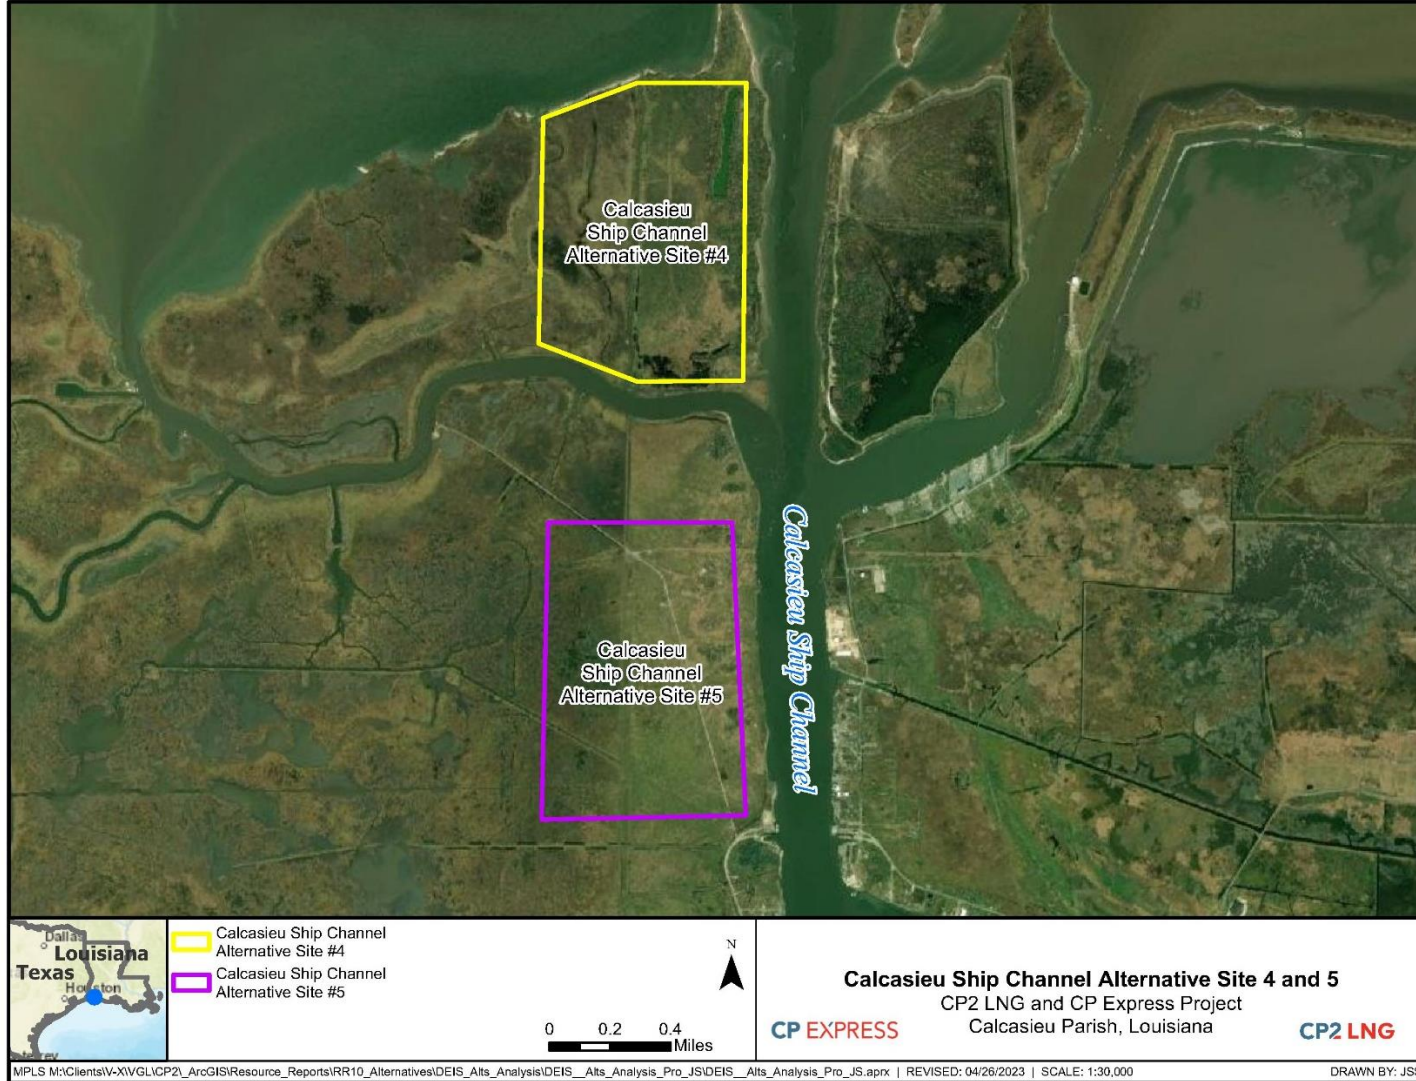 Calcasieu
Ship Channel
Alternative Site #4
Calcasieu Ship Channel
Calcasieu
Ship Channel
Alternative Site #5
Dallas
Louisiana
Texas
Houston
Calcasieu Ship Channel
Alternative Site #4
Calcasieu Ship Channel
Alternative Site #5
N
0 0.2 0.4
Miles
Calcasieu Ship Channel Alternative Site 4 and 5
CP2 LNG and CP Express Project
Calcasieu Parish, Louisiana
CP EXPRESS
CP2 LNG
MPLS M:\Clients\V-X\VGL\CP2\_ArcGIS\Resource_Reports\RR10_Alternatives\DEIS_Alts_Analysis\DEIS__Alts_Analysis_Pro_JS\DEIS__Alts_Analysis_Pro_JS.aprx | REVISED: 04/26/2023 | SCALE: 1:30,000
DRAWN BY: JSS